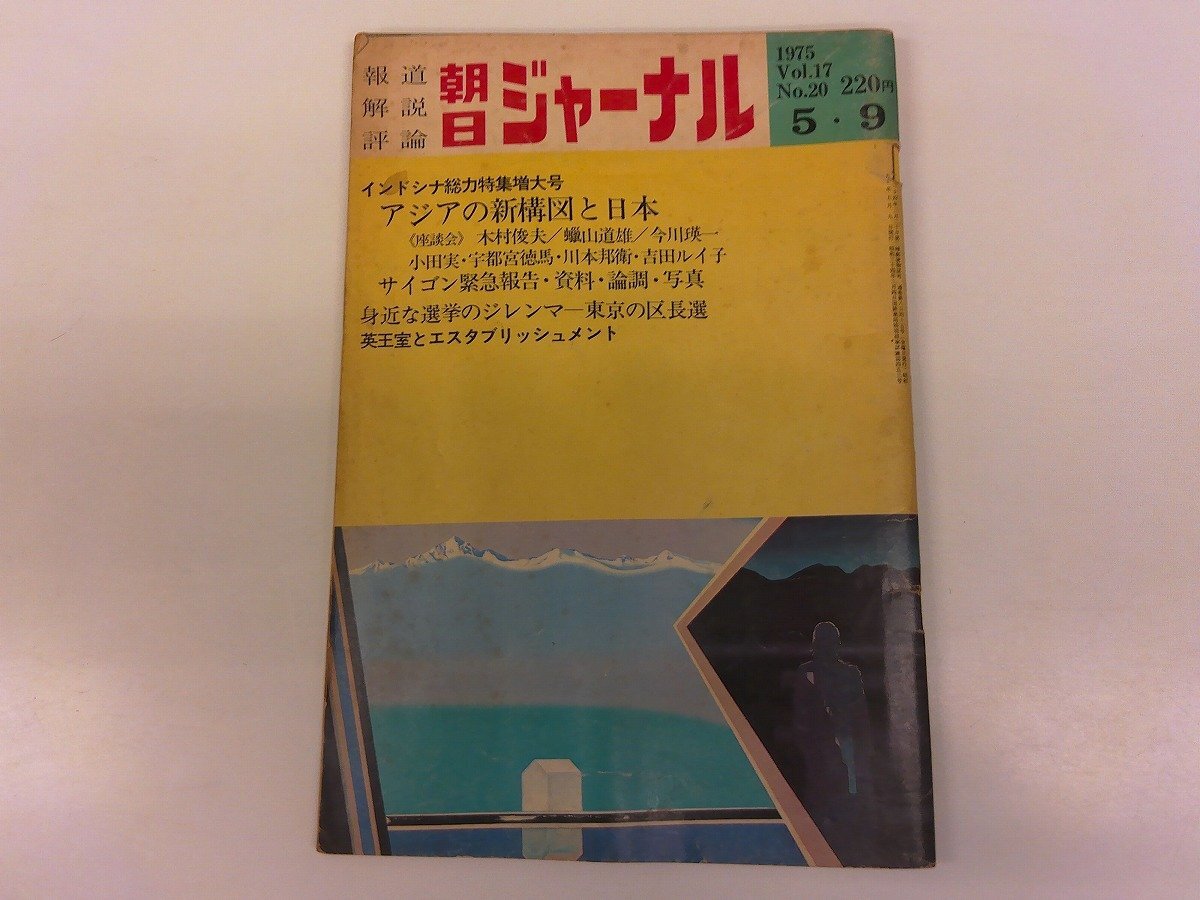 報道
解説
評論
朝日ジャーナル
1975
Vol.17
No.20 220円
5・9
インドシナ総力特集増大号
アジアの新構図と日本
《座談会》 木村俊夫／蠟山道雄／今川瑛一
小田実・宇都宮徳馬・川本邦衛・吉田ルイ子
サイゴン緊急報告・資料・論調・写真
身近な選挙のジレンマ―東京の区長選
英王室とエスタブリッシュメント